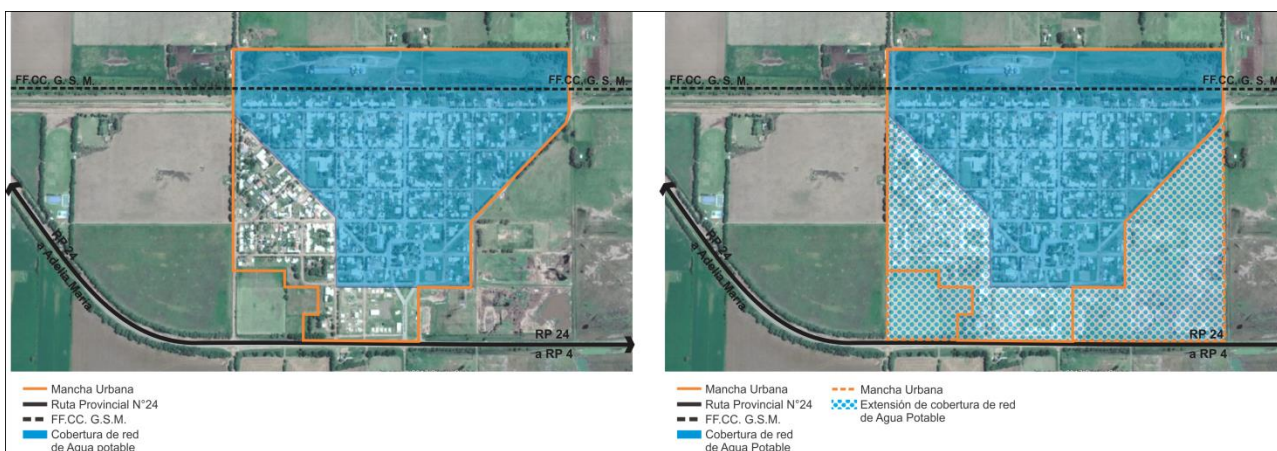 FF.CC. G. S. M.
FF.CC. G. S. M.
RP 24
a Adelia Marra
RP 24
a RP 4
Mancha Urbana
Ruta Provincial N°24
FF.CC. G.S.M.
Cobertura de red
de Agua potable
FF.CC. G. S. M.
FF.CC. G. S. M.
RP 24
a Adelia Marra
RP 24
a RP 4
Mancha Urbana
Ruta Provincial N°24
FF.CC. G.S.M.
Cobertura de red
de Agua Potable
Mancha Urbana
Extensión de cobertura de red
de Agua Potable